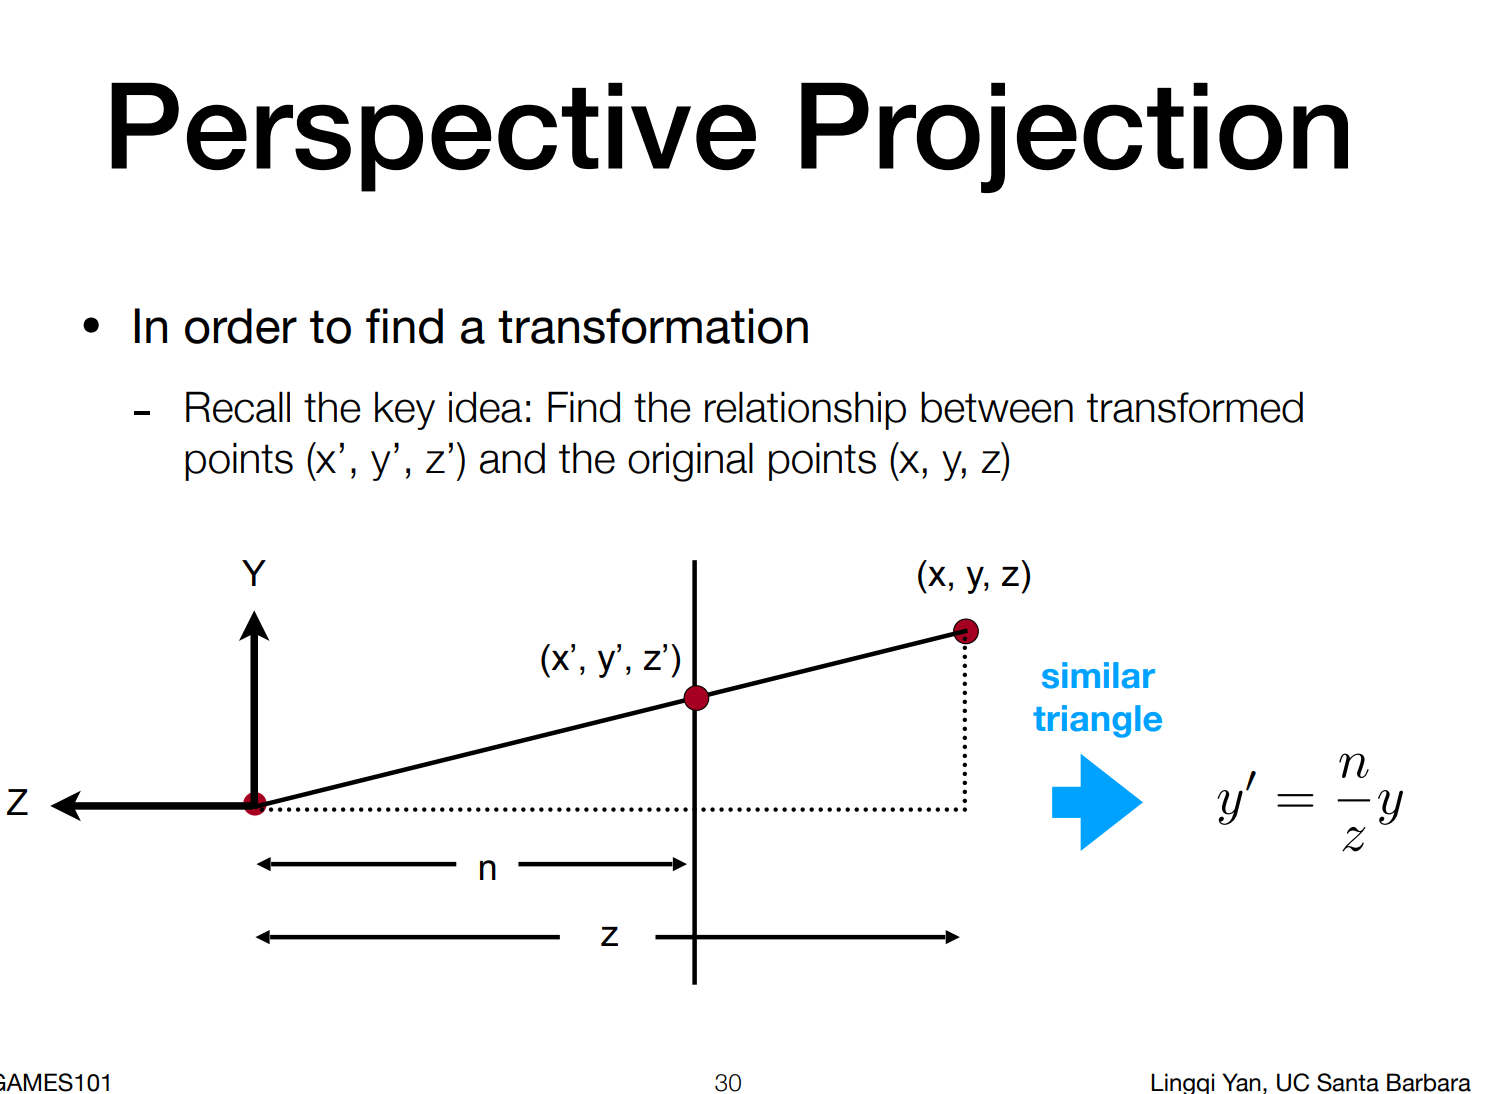 Perspective Projection
• In order to find a transformation
- Recall the key idea: Find the relationship between transformed
points (x’, y’, z’) and the original points (x, y, z)
Y
(x, y, z)
(x’, y’, z’)
similar
triangle
y′ = n/z y
Z
n
z
GAMES101
30
Lingqi Yan, UC Santa Barbara